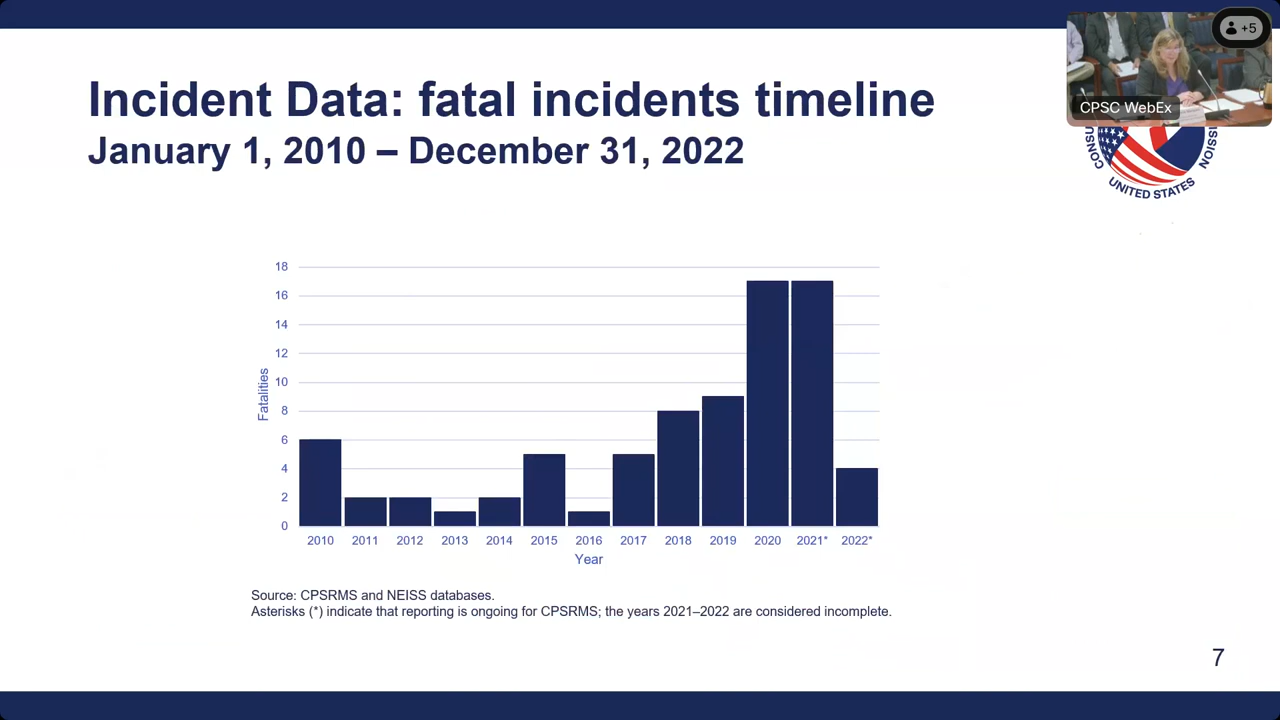 +5
CPSC WebEx
Incident Data: fatal incidents timeline
January 1, 2010 – December 31, 2022
UNITED STATES
18
16
14
12
10
8
6
4
2
0
Fatalities
2010 2011 2012 2013 2014 2015 2016 2017 2018 2019 2020 2021* 2022*
Year
Source: CPSRMS and NEISS databases.
Asterisks (*) indicate that reporting is ongoing for CPSRMS; the years 2021–2022 are considered incomplete.
7